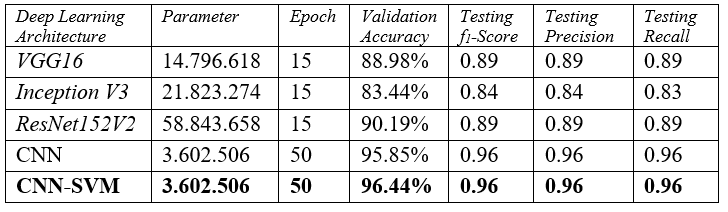 Deep Learning Architecture Parameter Epoch Validation Accuracy Testing f1-Score Testing Precision Testing Recall
VGG16 14.796.618 15 88.98% 0.89 0.89 0.89
Inception V3 21.823.274 15 83.44% 0.84 0.84 0.83
ResNet152V2 58.843.658 15 90.19% 0.89 0.89 0.89
CNN 3.602.506 50 95.85% 0.96 0.96 0.96
CNN-SVM 3.602.506 50 96.44% 0.96 0.96 0.96